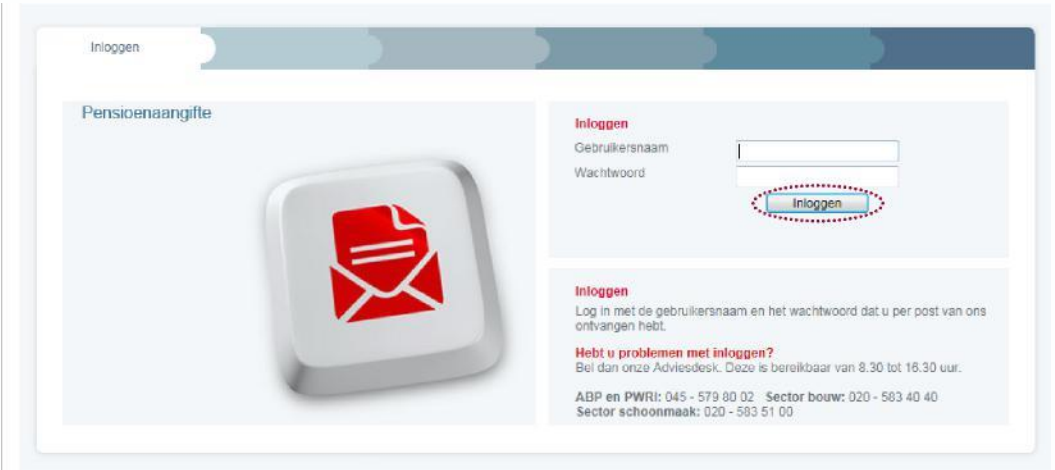 Inloggen
Pensioenaangifte
Inloggen
Gebruikersnaam
Wachtwoord
Inloggen
Inloggen
Log in met de gebruikersnaam en het wachtwoord dat u per post van ons
ontvangen hebt.
Hebt u problemen met inloggen?
Bel dan onze Adviesdesk. Deze is bereikbaar van 8.30 tot 16.30 uur.
ABP en PWRI: 045 - 579 80 02 Sector bouw: 020 - 583 40 40
Sector schoonmaak: 020 - 583 51 00